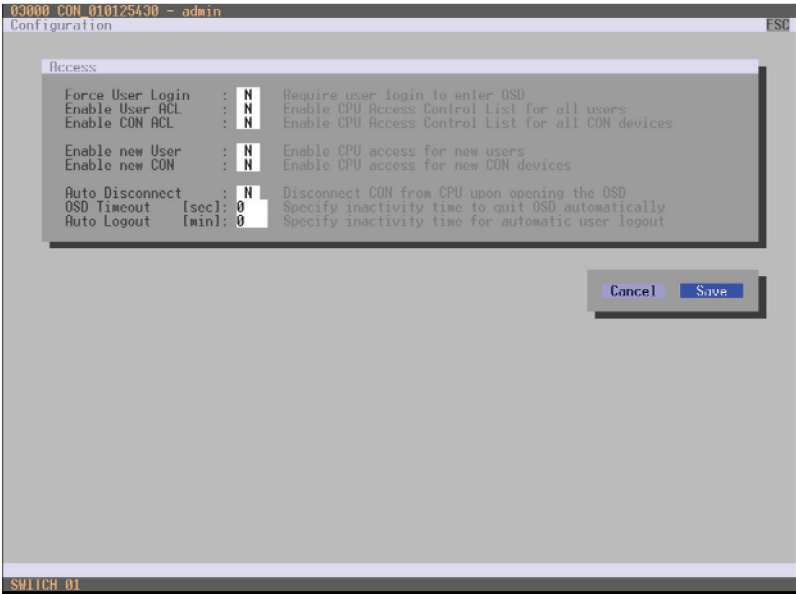 03000 CON_010125430 - admin
Configuration ESC
Access
Force User Login : N Require user login to enter OSD
Enable User ACL : N Enable CPU Access Control List for all users
Enable CON ACL : N Enable CPU Access Control List for all CON devices
Enable new User : N Enable CPU access for new users
Enable new CON : N Enable CPU access for new CON devices
Auto Disconnect : N Disconnect CON from CPU upon opening the OSD
OSD Timeout [sec]: 0 Specify inactivity time to quit OSD automatically
Auto Logout [min]: 0 Specify inactivity time for automatic user logout
Cancel Save
SWITCH 01